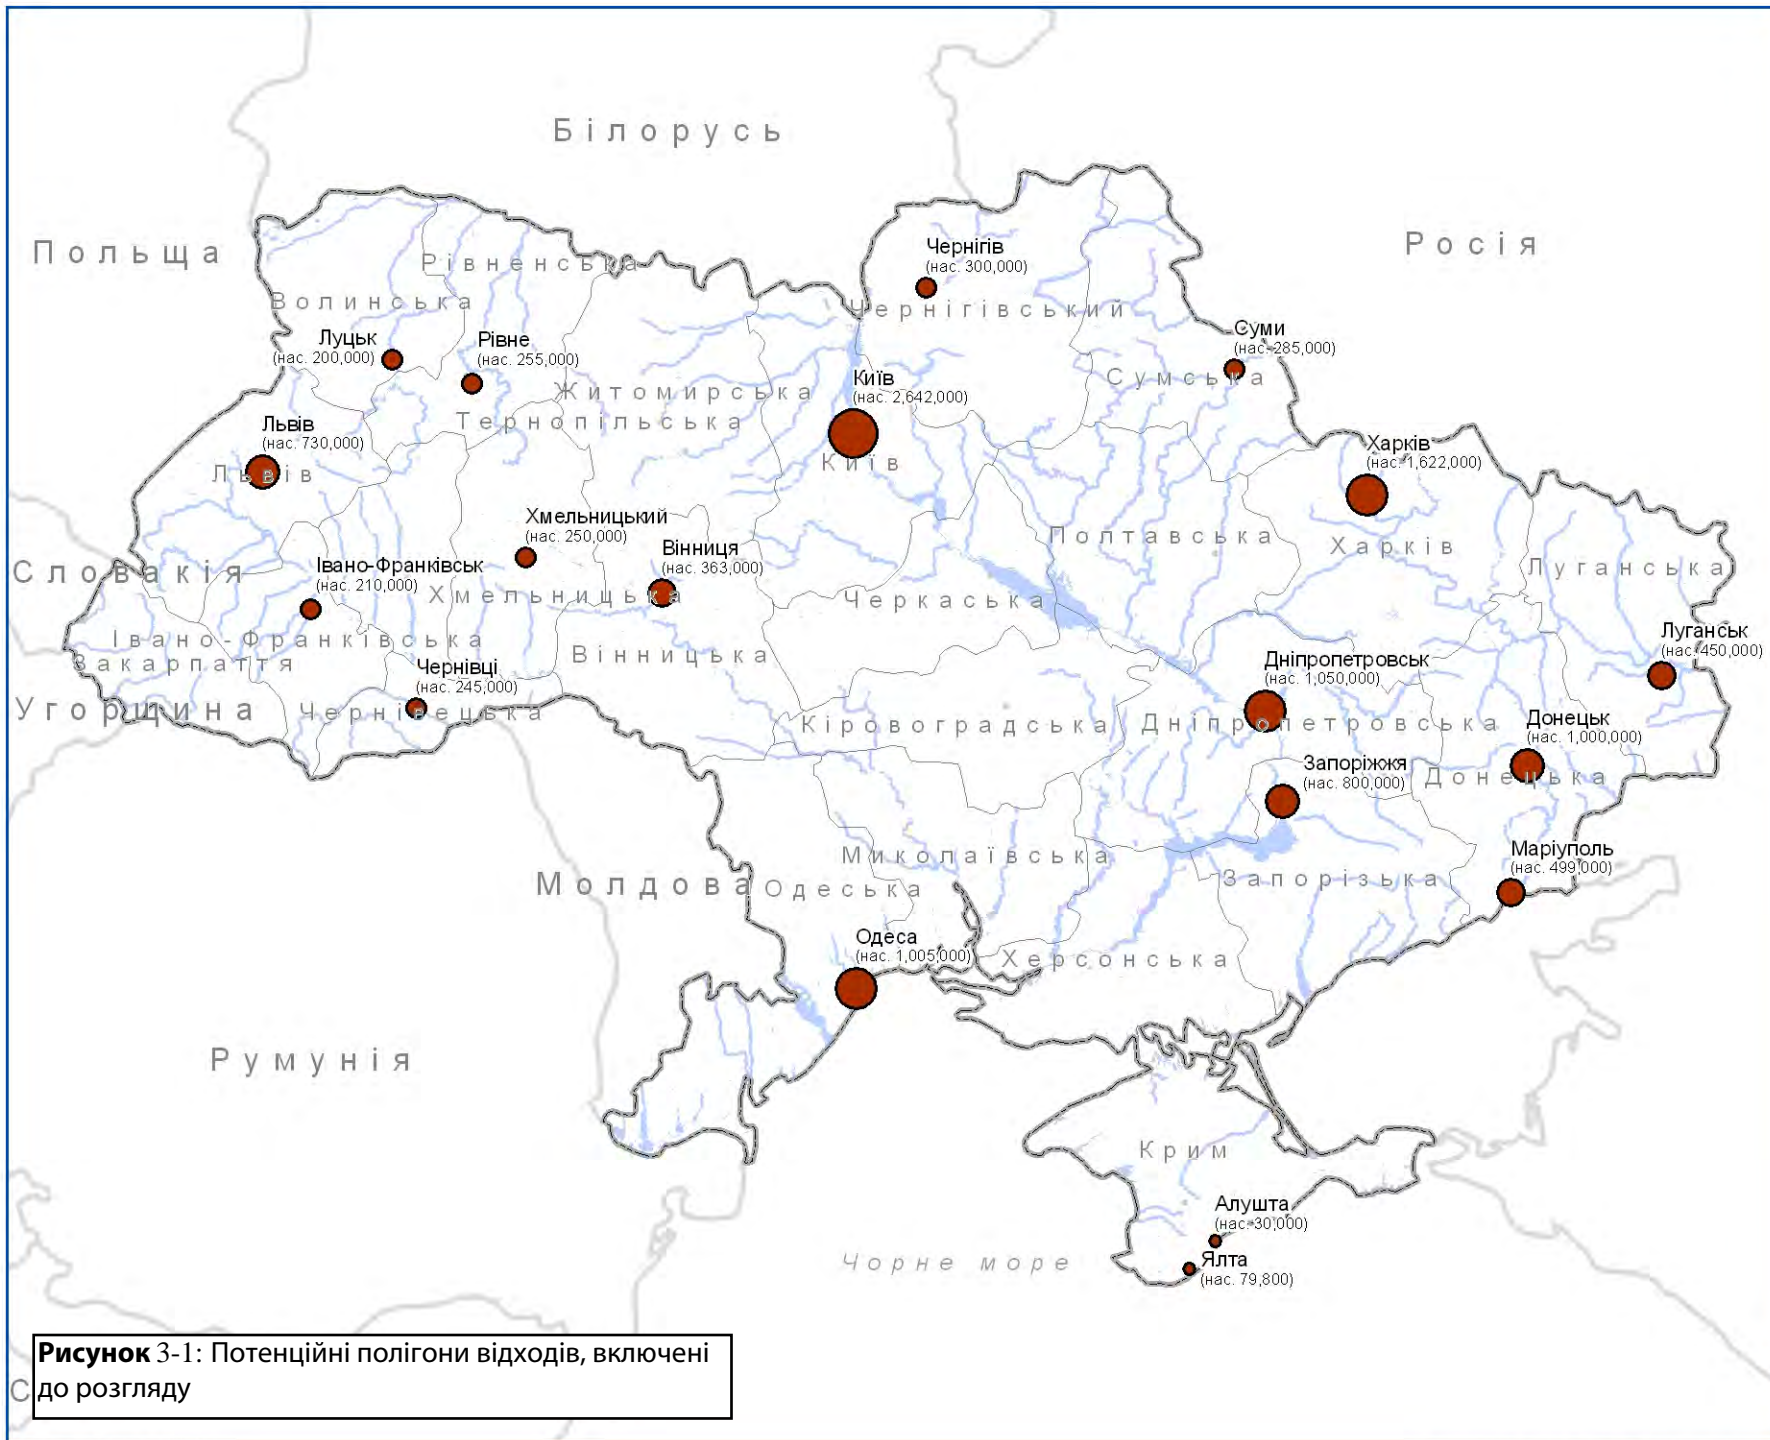 Білорусь
Польща
Росія
Чернігів
(нас. 300,000)
Рівненська
Волинська
Чернігівський
Луцьк
(нас. 200,000)
Рівне
(нас. 255,000)
Суми
(нас. 285,000)
Сумська
Київ
(нас. 2,642,000)
Житомирська
Тернопільська
Львів
(нас. 730,000)
Львів
Київ
Харків
(нас. 1,622,000)
Хмельницький
(нас. 250,000)
Вінниця
(нас. 363,000)
Полтавська
Харків
Словакія
Івано-Франківськ
(нас. 210,000)
Хмельницька
Черкаська
Луганська
Івано-Франківська
Закарпаття
Вінницька
Луганськ
(нас. 450,000)
Чернівці
(нас. 245,000)
Дніпропетровськ
(нас. 1,050,000)
Угорщина
Чернівецька
Кіровоградська
Дніпропетровська
Донецьк
(нас. 1,000,000)
Запоріжжя
(нас. 800,000)
Донецька
Миколаївська
Маріуполь
(нас. 499,000)
Молдова
Одеська
Запорізька
Одеса
(нас. 1,005,000)
Херсонська
Румунія
Крим
Алушта
(нас. 30,000)
Чорне море
Ялта
(нас. 79,800)
Рисунок 3-1: Потенційні полігони відходів, включені
до розгляду